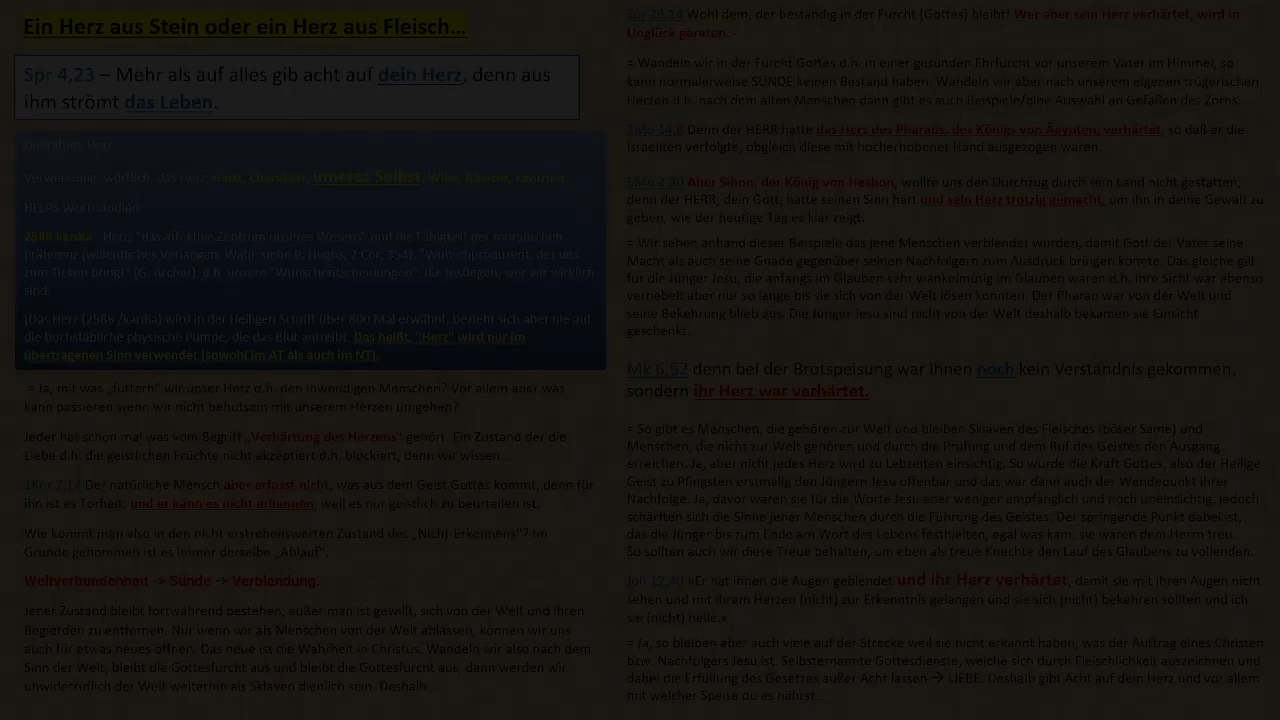 Ein Herz aus Stein oder ein Herz aus Fleisch…
Spr 4,23 – Mehr als auf alles gib acht auf dein Herz, denn aus
ihm strömt das Leben.
Definition: Herz
Verwendung: wörtlich: das Herz; Geist, Charakter, inneres Selbst, Wille, Absicht, Zentrum.
HELPS Wort-Studien
2588 kardía - Herz; "das affektive Zentrum unseres Wesens" und die Fähigkeit der moralischen
Präferenz (willentliches Verlangen, Wahl, siehe P. Hughs, 2 Cor, 354); "Wunschproduzent, der uns
zum Ticken bringt" (G. Archer), d.h. unsere "Wunschentscheidungen", die festlegen, wer wir wirklich
sind.
[Das Herr (2588 /kardia) wird in der Heiligen Schrift über 800 Mal erwähnt, bezieht sich aber nie auf
die buchstäbliche physische Pumpe, die das Blut antreibt. Das heißt, "Herz" wird nur im
übertragenen Sinn verwendet (sowohl im AT als auch im NT).
= Ja, mit was „füttern“ wir unser Herz d.h. den inwendigen Menschen? Vor allem aber was
kann passieren wenn wir nicht behutsam mit unserem Herzen umgehen?
Jeder hat schon mal was vom Begriff „Verhärtung des Herzens“ gehört. Ein Zustand der die
Liebe d.h. die geistlichen Früchte nicht akzeptiert d.h. blockiert, denn wir wissen…
1Kor 2,14 Der natürliche Mensch aber erfasst nicht, was aus dem Geist Gottes kommt, denn für
ihn ist es Torheit; und er kann es nicht erkennen, weil es nur geistlich zu beurteilen ist.
Wie kommt man also in den nicht erstrebenswerten Zustand des „Nicht-Erkennens“? Im
Grunde genommen ist es immer derselbe „Ablauf“.
Weltverbundenheit -> Sünde -> Verblendung.
Jener Zustand bleibt fortwährend bestehen, außer man ist gewillt, sich von der Welt und ihren
Begierden zu entfernen. Nur wenn wir als Menschen von der Welt ablassen, können wir uns
auch für etwas neues öffnen. Das neue ist die Wahrheit in Christus. Wandeln wir also nach dem
Sinn der Welt, bleibt die Gottesfurcht aus und bleibt die Gottesfurcht aus, dann werden wir
unwiderruflich der Welt weiterhin als Sklaven dienlich sein. Deshalb…
Spr 28,14 Wohl dem, der beständig in der Furcht (Gottes) bleibt! Wer aber sein Herz verhärtet, wird in
Unglück geraten.-
= Wandeln wir in der Furcht Gottes d.h. in einer gesunden Ehrfurcht vor unserem Vater im Himmel, so
kann normalerweise SÜNDE keinen Bestand haben. Wandeln wir aber nach unserem eigenen trügerischen
Herzen d.h. nach dem alten Menschen dann gibt es auch Beispiele/eine Auswahl an Gefäßen des Zorns…
2Mo 14,8 Denn der HERR hatte das Herz des Pharaos, des Königs von Ägypten, verhärtet, so daß er die
Israeliten verfolgte, obgleich diese mit hocherhobener Hand ausgezogen waren.
5Mo 2,30 Aber Sihon, der König von Hesbon, wollte uns den Durchzug durch sein Land nicht gestatten;
denn der HERR, dein Gott, hatte seinen Sinn hart und sein Herz trotzig gemacht, um ihn in deine Gewalt zu
geben, wie der heutige Tag es klar zeigt.
= Wir sehen anhand dieser Beispiele das jene Menschen verblendet wurden, damit Gott der Vater seine
Macht als auch seine Gnade gegenüber seinen Nachfolgern zum Ausdruck bringen konnte. Das gleiche gilt
für die Jünger Jesu, die anfangs im Glauben sehr wankelmütig im Glauben waren d.h. ihre Sicht war ebenso
vernebelt aber nur so lange bis sie sich von der Welt lösen konnten. Der Pharao war von der Welt und
seine Bekehrung blieb aus. Die Jünger Jesu sind nicht von der Welt deshalb bekamen sie Einsicht
geschenkt.
Mk 6,52 denn bei der Brotspeisung war ihnen noch kein Verständnis gekommen,
sondern ihr Herz war verhärtet.
= So gibt es Menschen, die gehören zur Welt und bleiben Sklaven des Fleisches (böser Same) und
Menschen, die nicht zur Welt gehören und durch die Prüfung und dem Ruf des Geistes den Ausgang
erreichen. Ja, aber nicht jedes Herz wird zu Lebzeiten einsichtig. So wurde die Kraft Gottes, also der Heilige
Geist zu Pfingsten erstmalig den Jüngern Jesu offenbar und das war dann auch der Wendepunkt ihrer
Nachfolge. Ja, davor waren sie für die Worte Jesu eher weniger empfänglich und noch uneinsichtig, jedoch
schärften sich die Sinne jener Menschen durch die Führung des Geistes. Der springende Punkt dabei ist,
das die Jünger bis zum Ende am Wort des Lebens festhielten, egal was kam, sie waren dem Herrn treu.
So sollten auch wir diese Treue behalten, um eben als treue Knechte den Lauf des Glaubens zu vollenden.
Joh 12,40 »Er hat ihnen die Augen geblendet und ihr Herz verhärtet, damit sie mit ihren Augen nicht
sehen und mit ihrem Herzen (nicht) zur Erkenntnis gelangen und sie sich (nicht) bekehren sollten und ich
sie (nicht) heile.«
= Ja, so bleiben aber auch viele auf der Strecke weil sie nicht erkannt haben, was der Auftrag eines Christen
bzw. Nachfolgers Jesu ist. Selbsternannte Gottesdienste, welche sich durch Fleischlichkeit auszeichnen und
dabei die Erfüllung des Gesetzes außer Acht lassen → LIEBE. Deshalb gibt Acht auf dein Herz und vor allem
mit welcher Speise du es nährst…